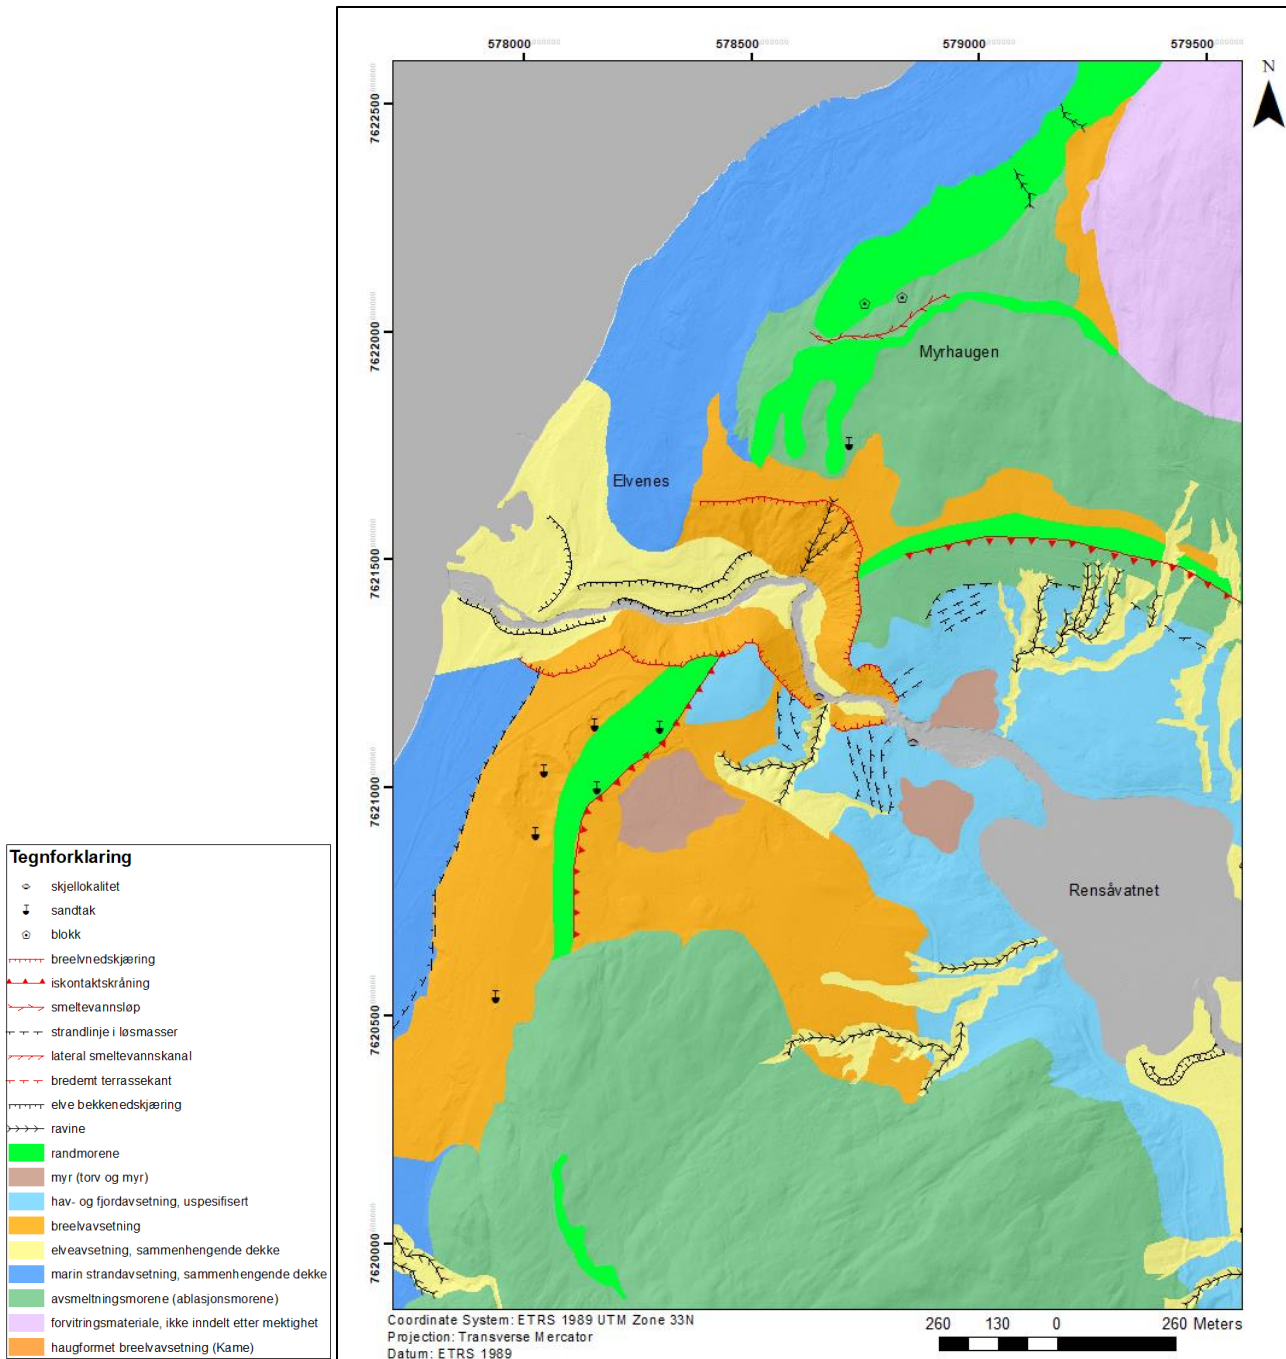 578000
578500
579000
579500
N
7622500
7622000
7621500
7621000
7620500
7620000
Myrhaugen
Elvenes
Rensåvatnet
Tegnforklaring
skjellokalitet
sandtak
blokk
breelvnedskjæring
iskontaktskråning
smeltevannsløp
strandlinje i løsmasser
lateral smeltevannskanal
bredemt terrassekant
elve bekkenedskjæring
ravine
randmorene
myr (torv og myr)
hav- og fjordavsetning, uspesifisert
breelvavsetning
elveavsetning, sammenhengende dekke
marin strandavsetning, sammenhengende dekke
avsmeltningsmorene (ablasjonsmorene)
forvitringsmateriale, ikke inndelt etter mektighet
haugformet breelvavsetning (Kame)
Coordinate System: ETRS 1989 UTM Zone 33N
Projection: Transverse Mercator
Datum: ETRS 1989
260 130 0 260 Meters